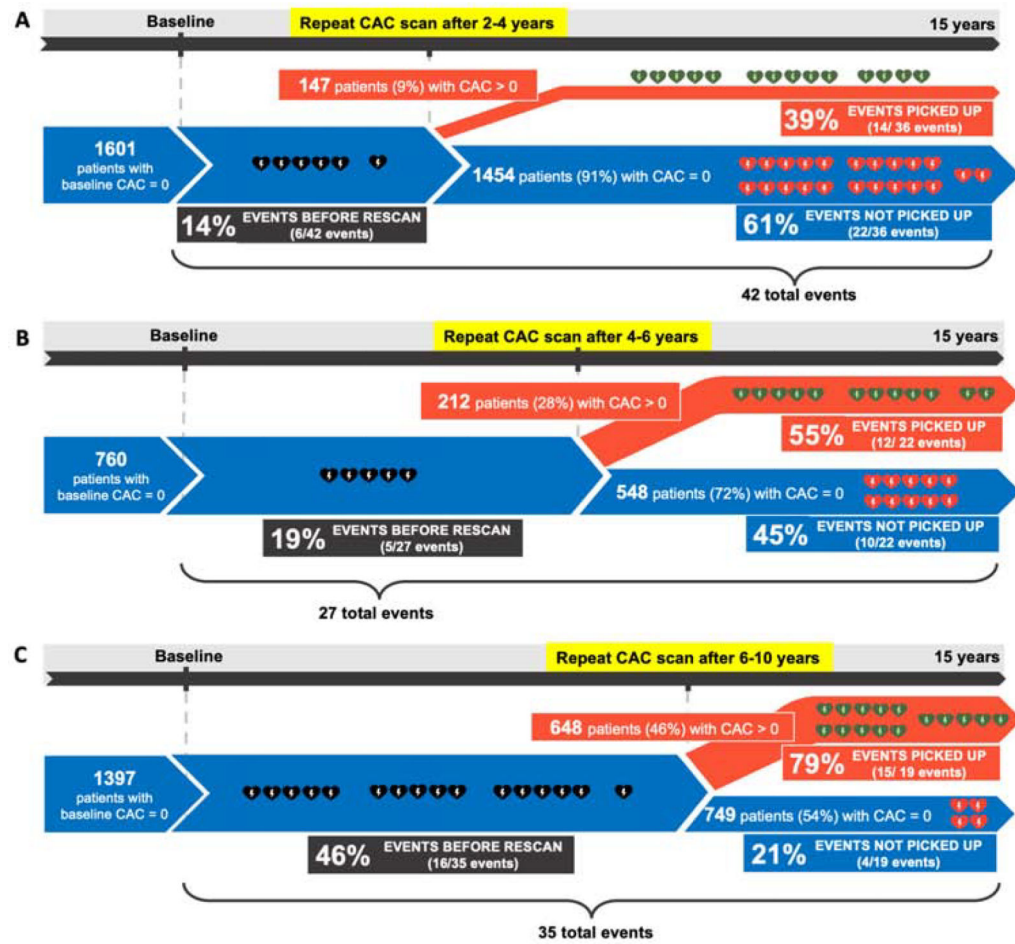 A
Baseline
Repeat CAC scan after 2-4 years
15 years
147 patients (9%) with CAC > 0
39% EVENTS PICKED UP
(14/ 36 events)
1601
patients with
baseline CAC = 0
1454 patients (91%) with CAC = 0
14% EVENTS BEFORE RESCAN
(6/42 events)
61% EVENTS NOT PICKED UP
(22/36 events)
42 total events
B
Baseline
Repeat CAC scan after 4-6 years
15 years
212 patients (28%) with CAC > 0
55% EVENTS PICKED UP
(12/ 22 events)
760
patients with
baseline CAC = 0
548 patients (72%) with CAC = 0
19% EVENTS BEFORE RESCAN
(5/27 events)
45% EVENTS NOT PICKED UP
(10/22 events)
27 total events
C
Baseline
Repeat CAC scan after 6-10 years
15 years
648 patients (46%) with CAC > 0
79% EVENTS PICKED UP
(15/ 19 events)
1397
patients with
baseline CAC = 0
749 patients (54%) with CAC = 0
46% EVENTS BEFORE RESCAN
(16/35 events)
21% EVENTS NOT PICKED UP
(4/19 events)
35 total events